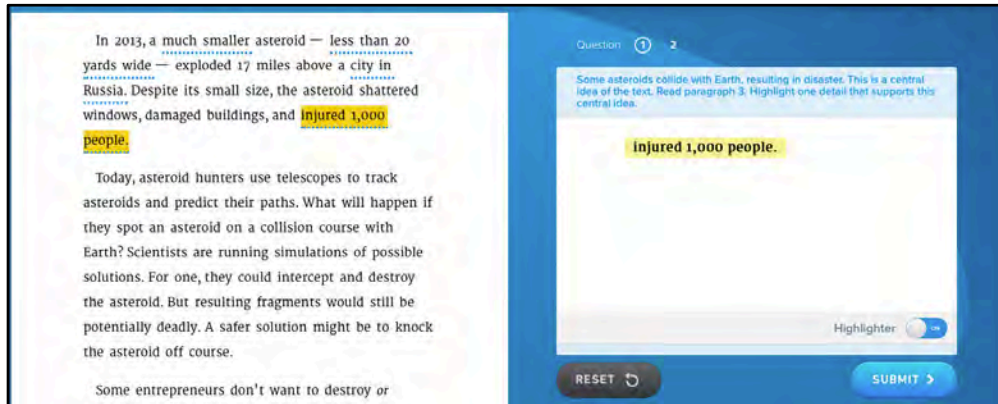 In 2013, a much smaller asteroid — less than 20
yards wide — exploded 17 miles above a city in
Russia. Despite its small size, the asteroid shattered
windows, damaged buildings, and injured 1,000
people.
Today, asteroid hunters use telescopes to track
asteroids and predict their paths. What will happen if
they spot an asteroid on a collision course with
Earth? Scientists are running simulations of possible
solutions. For one, they could intercept and destroy
the asteroid. But resulting fragments would still be
potentially deadly. A safer solution might be to knock
the asteroid off course.
Some entrepreneurs don't want to destroy or
Question 1 2
Some asteroids collide with Earth, resulting in disaster. This is a central
idea of the text. Read paragraph 3. Highlight one detail that supports this
central idea.
injured 1,000 people.
Highlighter ON
RESET
SUBMIT